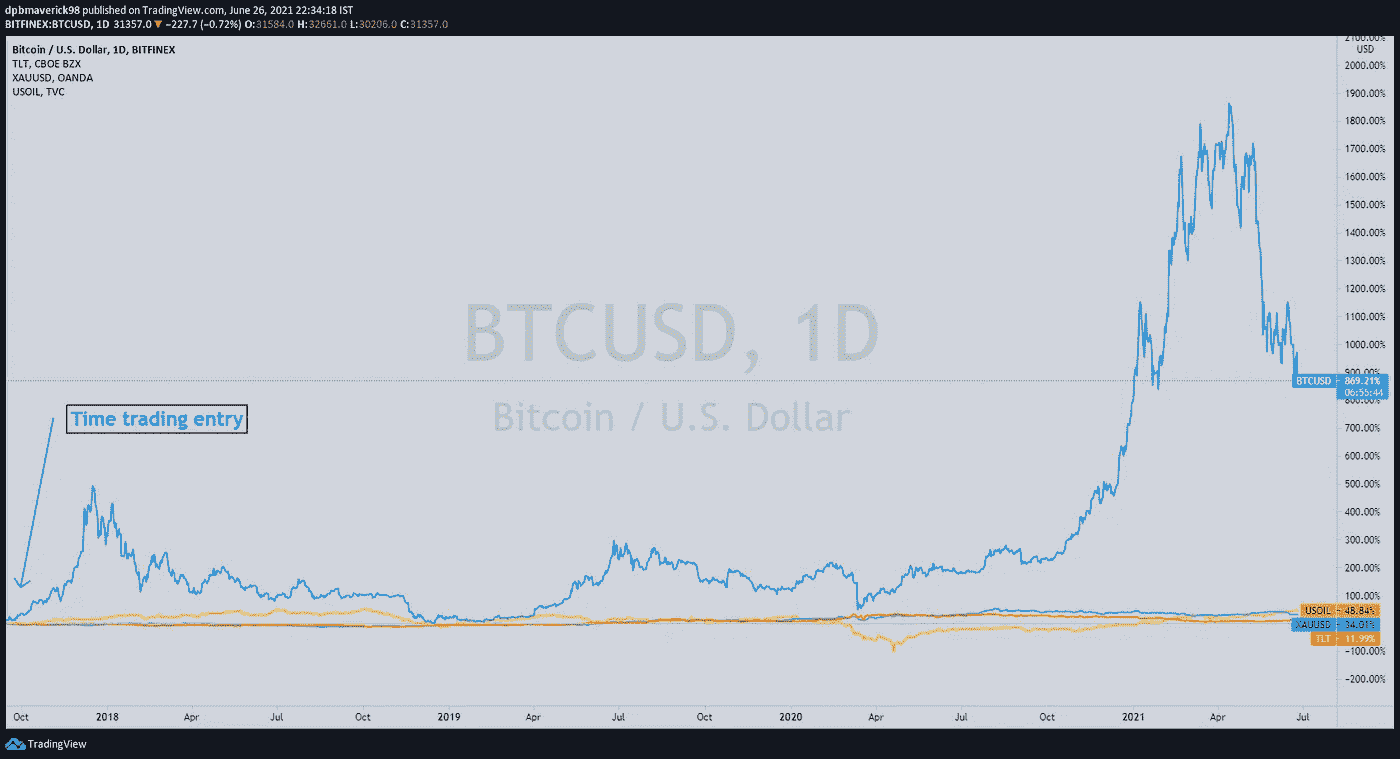 dpbmaverick98 published on TradingView.com, June 26, 2021 22:34:18 IST
BITFINEX:BTCUSD, 1D 31357.0 ▼ −227.7 (−0.72%) O:31584.0 H:32661.0 L:30206.0 C:31357.0
Bitcoin / U.S. Dollar, 1D, BITFINEX
TLT, CBOE BZX
XAUUSD, OANDA
USOIL, TVC
2100.00%
USD
2000.00%
1900.00%
1800.00%
1700.00%
1600.00%
1500.00%
1400.00%
1300.00%
1200.00%
1100.00%
1000.00%
900.00%
BTCUSD 869.21%
06:55:44
800.00%
700.00%
600.00%
500.00%
400.00%
300.00%
200.00%
100.00%
USOIL 48.84%
XAUUSD 34.01%
TLT 11.99%
−100.00%
−200.00%
BTCUSD, 1D
Bitcoin / U.S. Dollar
Time trading entry
Oct 2018 Apr Jul Oct 2019 Apr Jul Oct 2020 Apr Jul Oct 2021 Apr Jul
TradingView